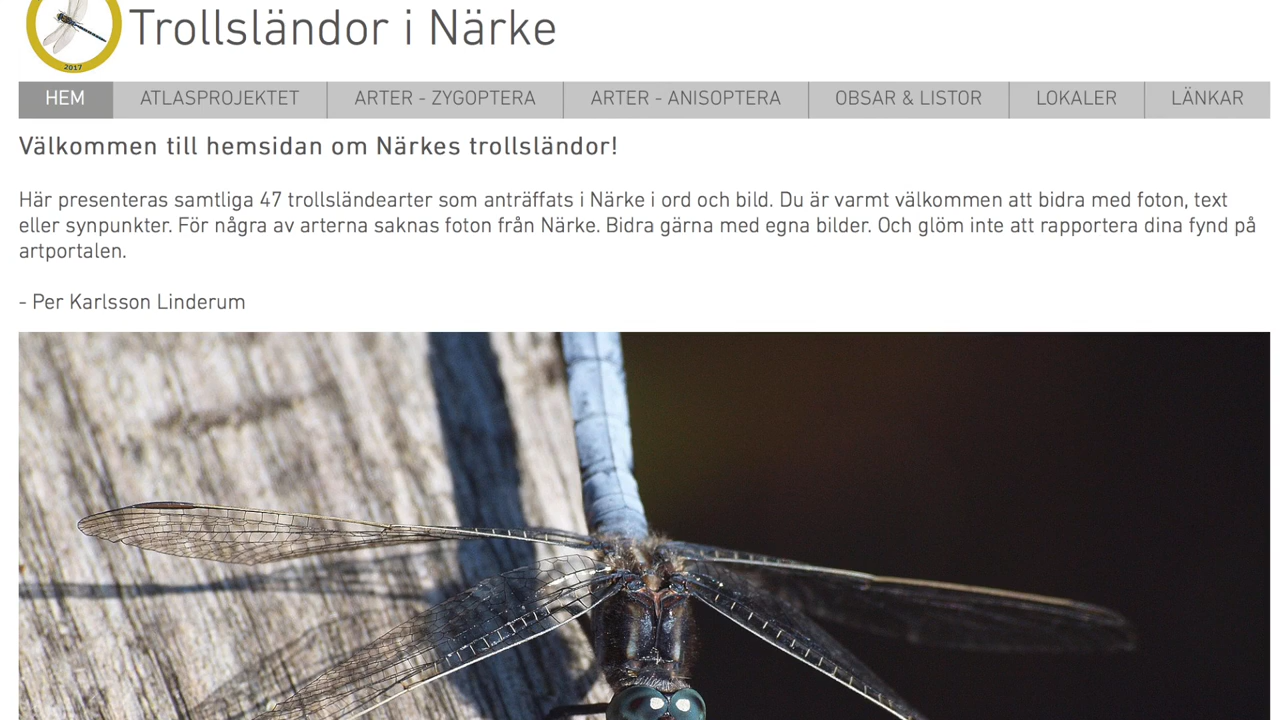 Trollsländor i Närke
2017
HEM ATLASPROJEKTET ARTER - ZYGOPTERA ARTER - ANISOPTERA OBSAR & LISTOR LOKALER LÄNKAR
Välkommen till hemsidan om Närkes trollsländor!
Här presenteras samtliga 47 trollsländearter som anträffats i Närke i ord och bild. Du är varmt välkommen att bidra med foton, text
eller synpunkter. För några av arterna saknas foton från Närke. Bidra gärna med egna bilder. Och glöm inte att rapportera dina fynd på
artportalen.
- Per Karlsson Linderum